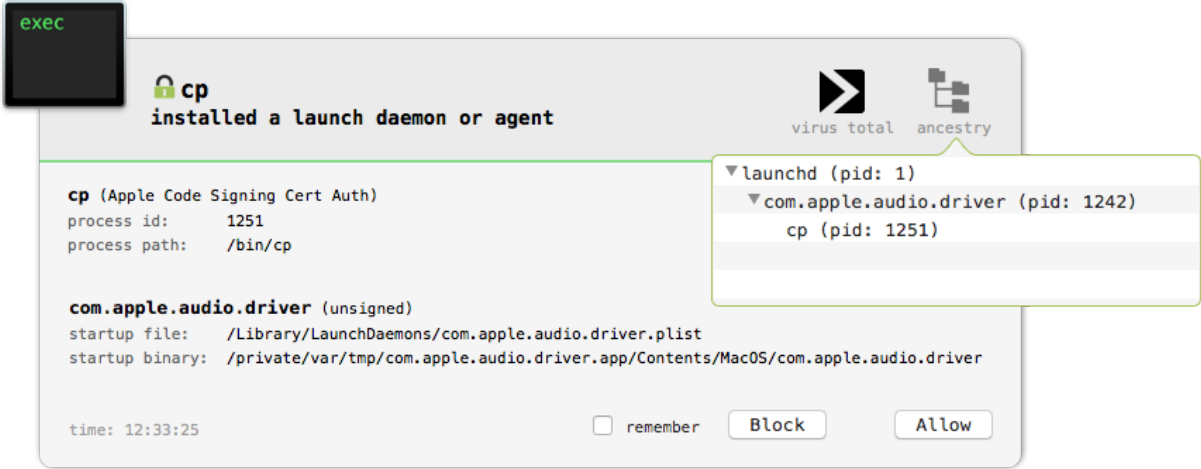 exec
cp
installed a launch daemon or agent
virus total
ancestry
launchd (pid: 1)
com.apple.audio.driver (pid: 1242)
cp (pid: 1251)
cp (Apple Code Signing Cert Auth)
process id: 1251
process path: /bin/cp
com.apple.audio.driver (unsigned)
startup file: /Library/LaunchDaemons/com.apple.audio.driver.plist
startup binary: /private/var/tmp/com.apple.audio.driver.app/Contents/MacOS/com.apple.audio.driver
time: 12:33:25
remember
Block
Allow